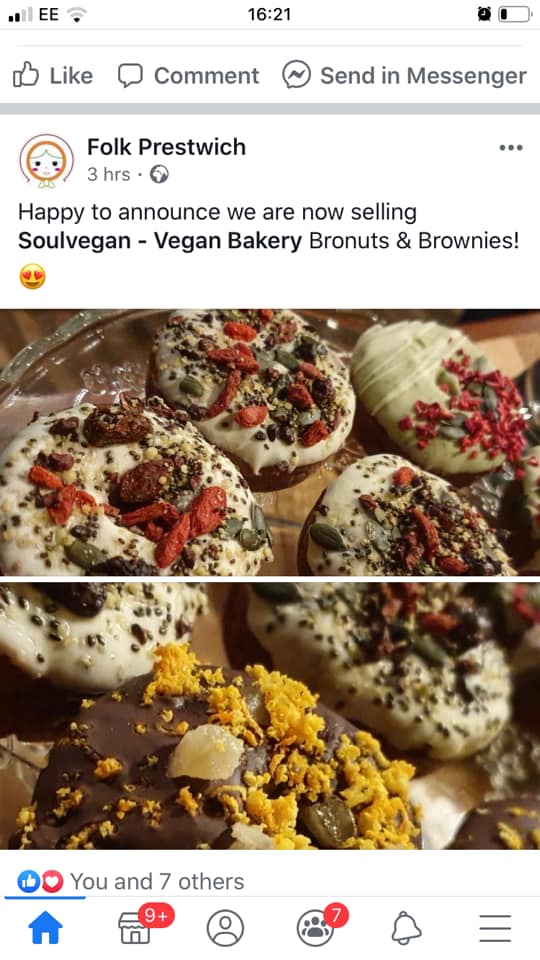 EE 16:21
Like Comment Send in Messenger
Folk Prestwich
3 hrs ·
Happy to announce we are now selling
Soulvegan - Vegan Bakery Bronuts & Brownies!
😍
You and 7 others
9+ 7